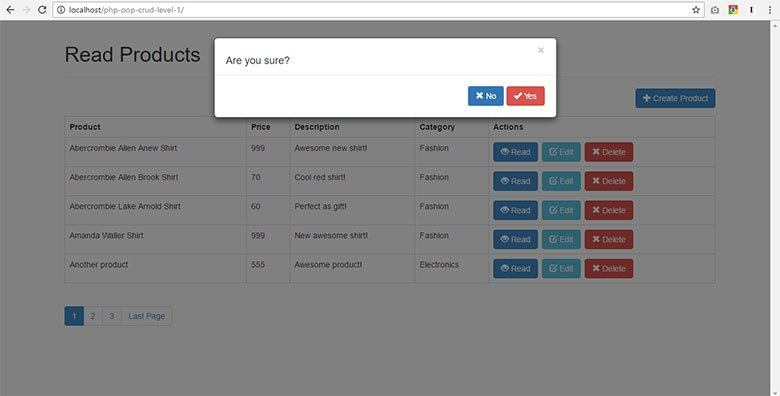 localhost/php-oop-crud-level-1/
Read Products
Are you sure?
×
No Yes
Create Product
Product Price Description Category Actions
Abercrombie Allen Anew Shirt 999 Awesome new shirt! Fashion Read Edit Delete
Abercrombie Allen Brook Shirt 70 Cool red shirt! Fashion Read Edit Delete
Abercrombie Lake Arnold Shirt 60 Perfect as gift! Fashion Read Edit Delete
Amanda Waller Shirt 999 New awesome shirt! Fashion Read Edit Delete
Another product 555 Awesome product! Electronics Read Edit Delete
1 2 3 Last Page